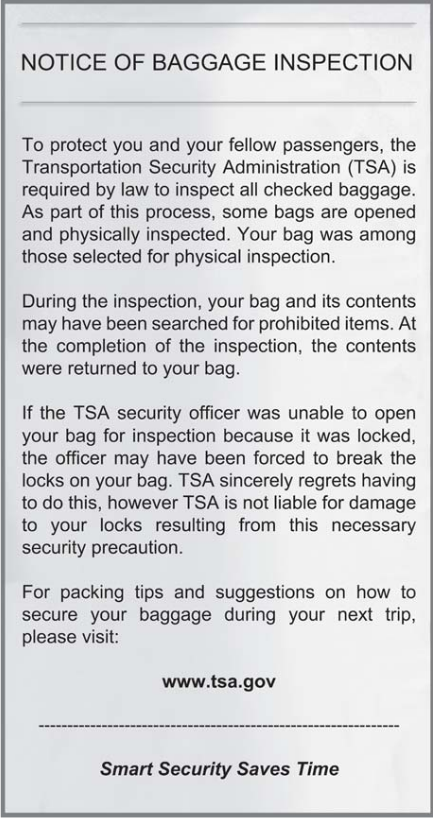 NOTICE OF BAGGAGE INSPECTION
To protect you and your fellow passengers, the
Transportation Security Administration (TSA) is
required by law to inspect all checked baggage.
As part of this process, some bags are opened
and physically inspected. Your bag was among
those selected for physical inspection.
During the inspection, your bag and its contents
may have been searched for prohibited items. At
the completion of the inspection, the contents
were returned to your bag.
If the TSA security officer was unable to open
your bag for inspection because it was locked,
the officer may have been forced to break the
locks on your bag. TSA sincerely regrets having
to do this, however TSA is not liable for damage
to your locks resulting from this necessary
security precaution.
For packing tips and suggestions on how to
secure your baggage during your next trip,
please visit:
www.tsa.gov
----------------------------------------------------------------
Smart Security Saves Time